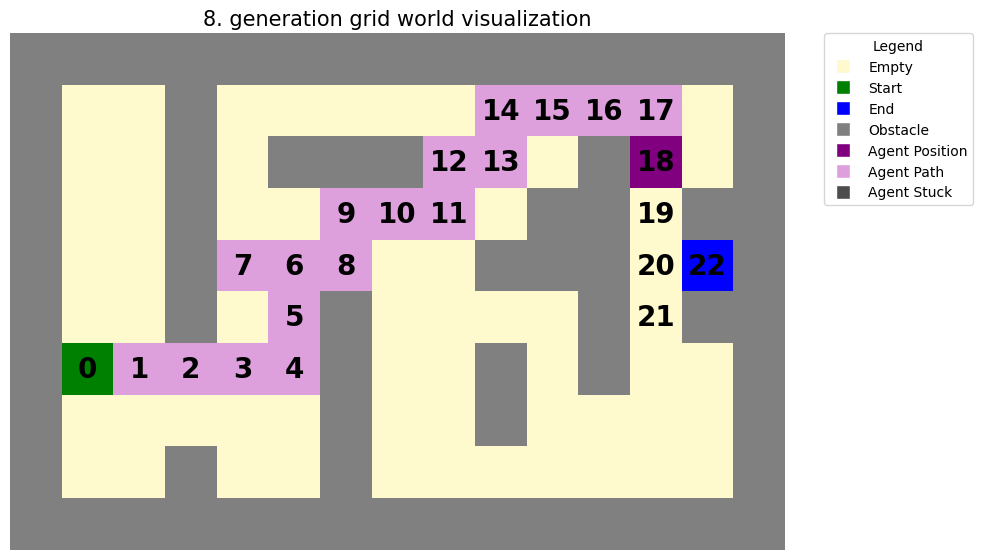 8. generation grid world visualization
14 15 16 17
12 13 18
9 10 11 19
7 6 8 20 22
5 21
0 1 2 3 4
Legend
Empty
Start
End
Obstacle
Agent Position
Agent Path
Agent Stuck